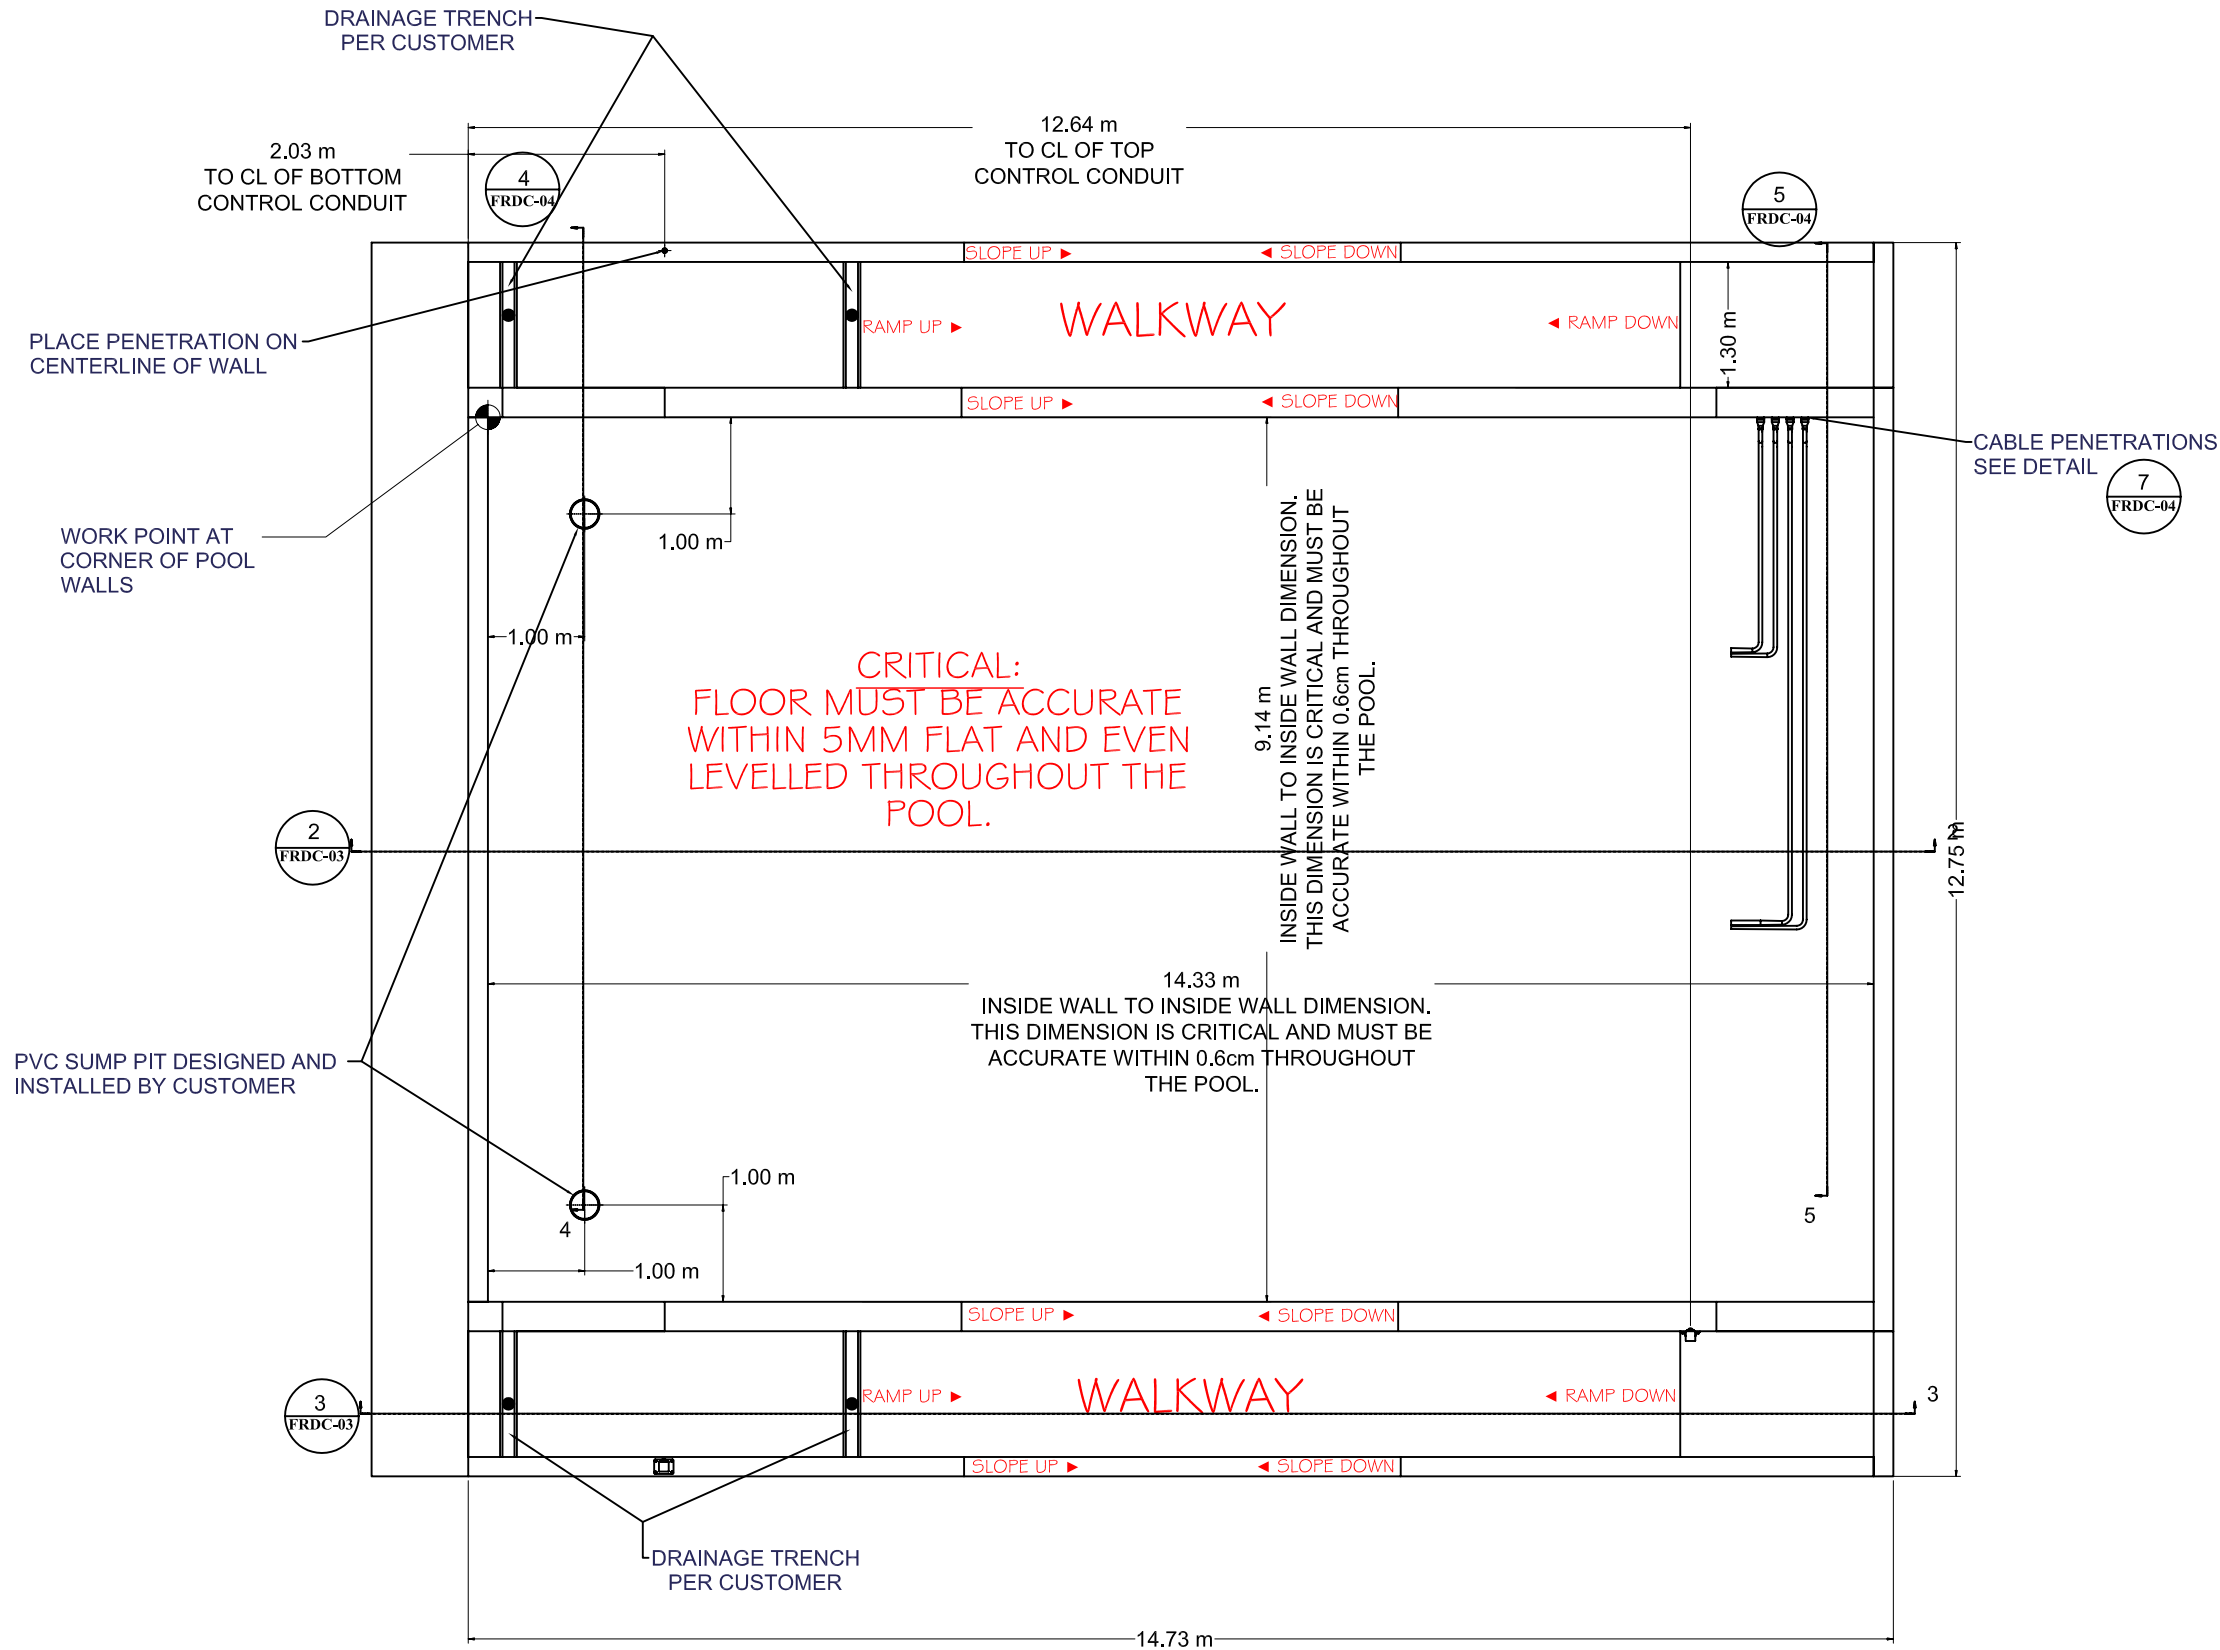 DRAINAGE TRENCH
PER CUSTOMER
12.64 m
TO CL OF TOP
CONTROL CONDUIT
2.03 m
TO CL OF BOTTOM
CONTROL CONDUIT
4
FRDC-04
5
FRDC-04
SLOPE UP ►
◄ SLOPE DOWN
PLACE PENETRATION ON
CENTERLINE OF WALL
RAMP UP ►
WALKWAY
◄ RAMP DOWN
1.30 m
SLOPE UP ►
◄ SLOPE DOWN
CABLE PENETRATIONS
SEE DETAIL
7
FRDC-04
WORK POINT AT
CORNER OF POOL
WALLS
1.00 m
1.00 m
CRITICAL:
FLOOR MUST BE ACCURATE
WITHIN 5MM FLAT AND EVEN
LEVELLED THROUGHOUT THE
POOL.
9.14 m
INSIDE WALL TO INSIDE WALL DIMENSION.
THIS DIMENSION IS CRITICAL AND MUST BE
ACCURATE WITHIN 0.6cm THROUGHOUT
THE POOL.
2
FRDC-03
2
12.75 m
14.33 m
INSIDE WALL TO INSIDE WALL DIMENSION.
THIS DIMENSION IS CRITICAL AND MUST BE
ACCURATE WITHIN 0.6cm THROUGHOUT
THE POOL.
PVC SUMP PIT DESIGNED AND
INSTALLED BY CUSTOMER
1.00 m
4
5
1.00 m
SLOPE UP ►
◄ SLOPE DOWN
3
FRDC-03
RAMP UP ►
WALKWAY
◄ RAMP DOWN
3
SLOPE UP ►
◄ SLOPE DOWN
DRAINAGE TRENCH
PER CUSTOMER
14.73 m